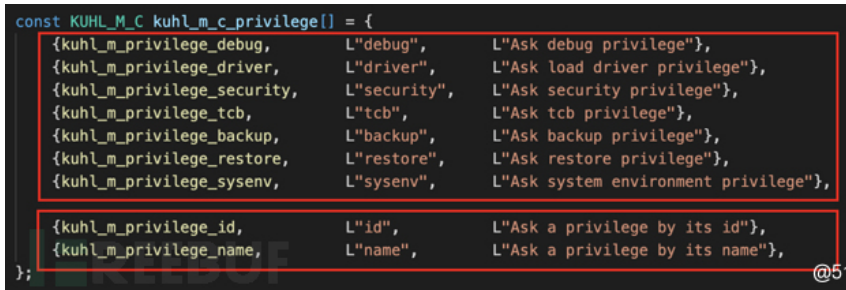 const KUHL_M_C kuhl_m_c_privilege[] = {
{kuhl_m_privilege_debug, L"debug", L"Ask debug privilege"},
{kuhl_m_privilege_driver, L"driver", L"Ask load driver privilege"},
{kuhl_m_privilege_security, L"security", L"Ask security privilege"},
{kuhl_m_privilege_tcb, L"tcb", L"Ask tcb privilege"},
{kuhl_m_privilege_backup, L"backup", L"Ask backup privilege"},
{kuhl_m_privilege_restore, L"restore", L"Ask restore privilege"},
{kuhl_m_privilege_sysenv, L"sysenv", L"Ask system environment privilege"},
{kuhl_m_privilege_id, L"id", L"Ask a privilege by its id"},
{kuhl_m_privilege_name, L"name", L"Ask a privilege by its name"},
};
REEBUF
@51